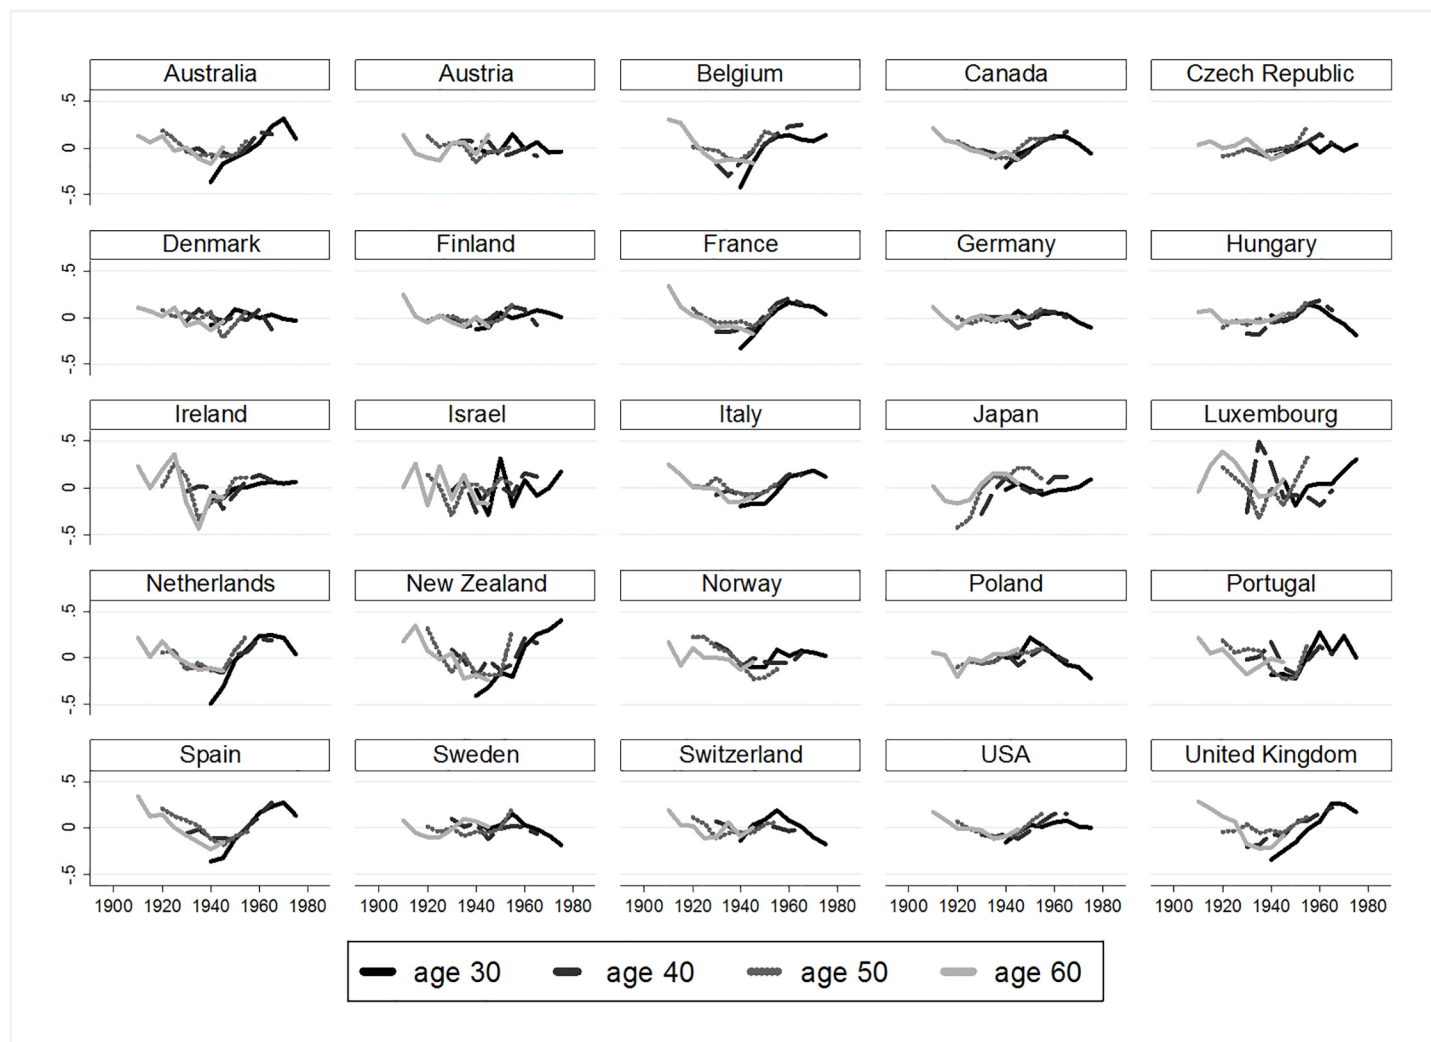 Australia Austria Belgium Canada Czech Republic
.5
0
-.5
Denmark Finland France Germany Hungary
.5
0
-.5
Ireland Israel Italy Japan Luxembourg
.5
0
-.5
Netherlands New Zealand Norway Poland Portugal
.5
0
-.5
Spain Sweden Switzerland USA United Kingdom
.5
0
-.5
1900 1920 1940 1960 1980 1900 1920 1940 1960 1980 1900 1920 1940 1960 1980 1900 1920 1940 1960 1980 1900 1920 1940 1960 1980
age 30 age 40 age 50 age 60